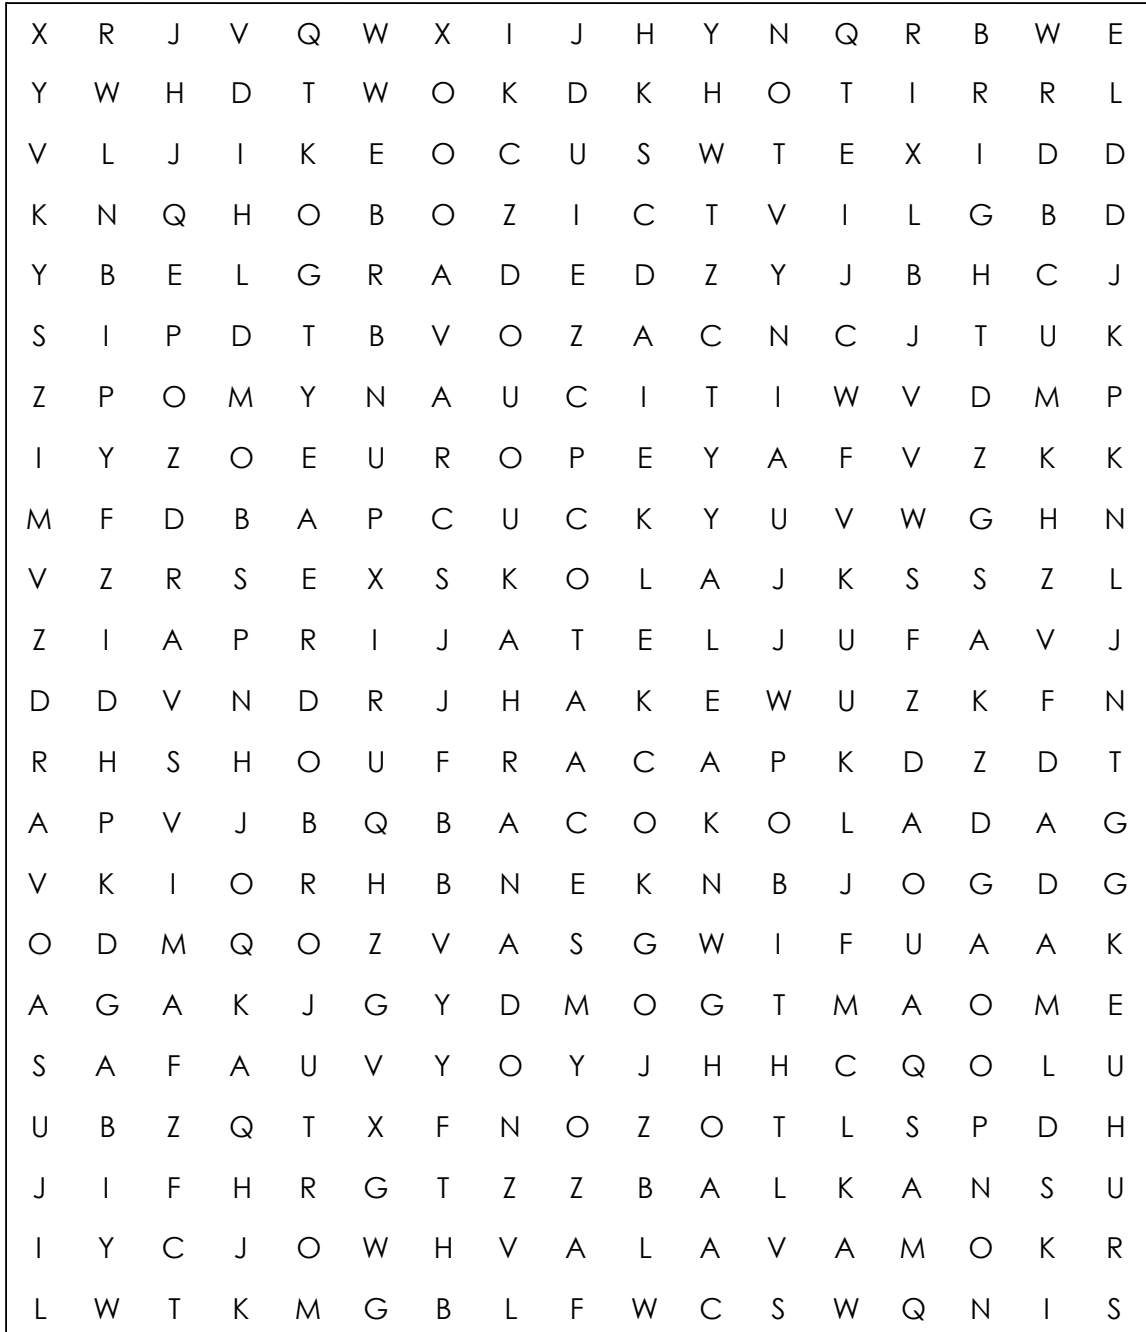 X R J V Q W X I J H Y N Q R B W E
Y W H D T W O K D K H O T I R R L
V L J I K E O C U S W T E X I D D
K N Q H O B O Z I C T V I L G B D
Y B E L G R A D E D Z Y J B H C J
S I P D T B V O Z A C N C J T U K
Z P O M Y N A U C I T I W V D M P
I Y Z O E U R O P E Y A F V Z K K
M F D B A P C U C K Y U V W G H N
V Z R S E X S K O L A J K S S Z L
Z I A P R I J A T E L J U F A V J
D D V N D R J H A K E W U Z K F N
R H S H O U F R A C A P K D Z D T
A P V J B Q B A C O K O L A D A G
V K I O R H B N E K N B J O G D G
O D M Q O Z V A S G W I F U A A K
A G A K J G Y D M O G T M A O M E
S A F A U V Y O Y J H H C Q O L U
U B Z Q T X F N O Z O T L S P D H
J I F H R G T Z Z B A L K A N S U
I Y C J O W H V A L A V A M O K R
L W T K M G B L F W C S W Q N I S